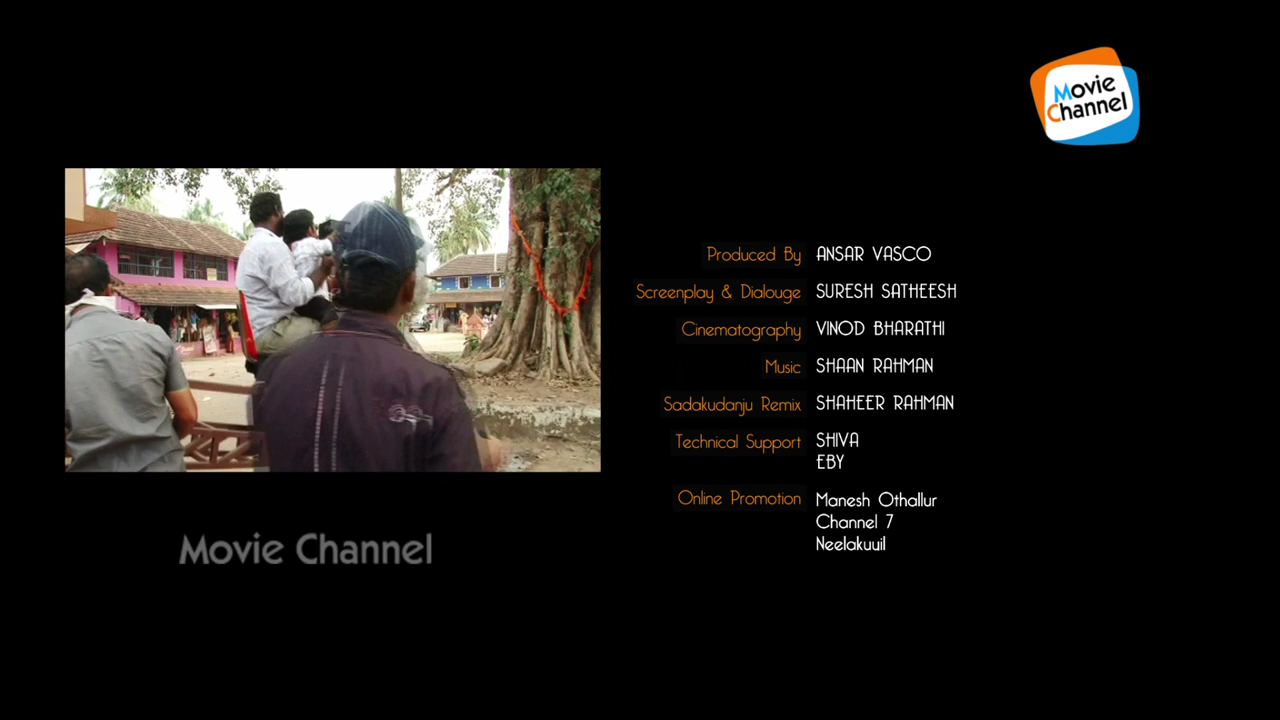 Movie
Channel
Produced By ANSAR VASCO
Screenplay & Dialouge SURESH SATHEESH
Cinematography VINOD BHARATHI
Music SHAAN RAHMAN
Sadakudanju Remix SHAHEER RAHMAN
Technical Support SHIVA
EBY
Online Promotion Manesh Othallur
Channel 7
Neelakuuil
Movie Channel